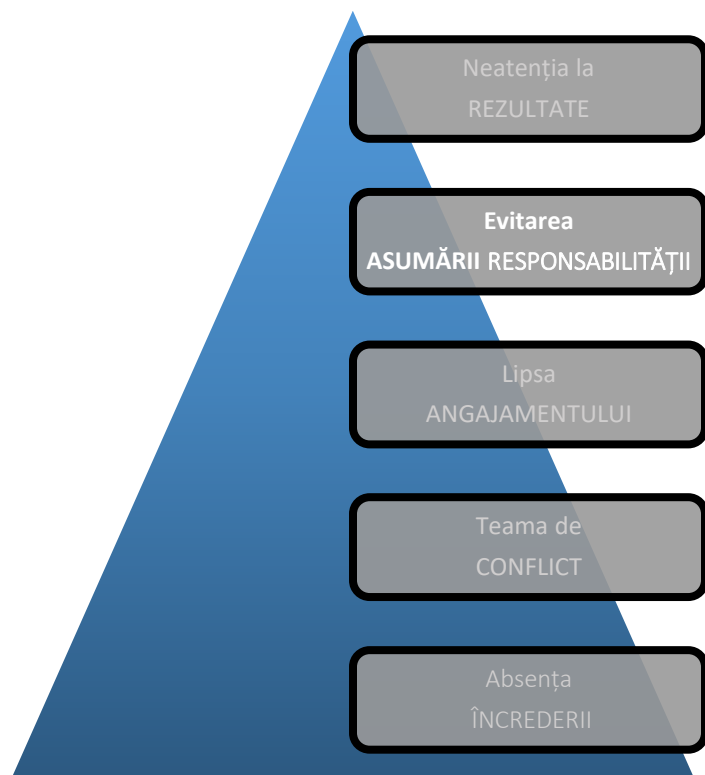 Neatenția la
REZULTATE
Evitarea
ASUMĂRII RESPONSABILITĂȚII
Lipsa
ANGAJAMENTULUI
Teama de
CONFLICT
Absența
ÎNCREDERII